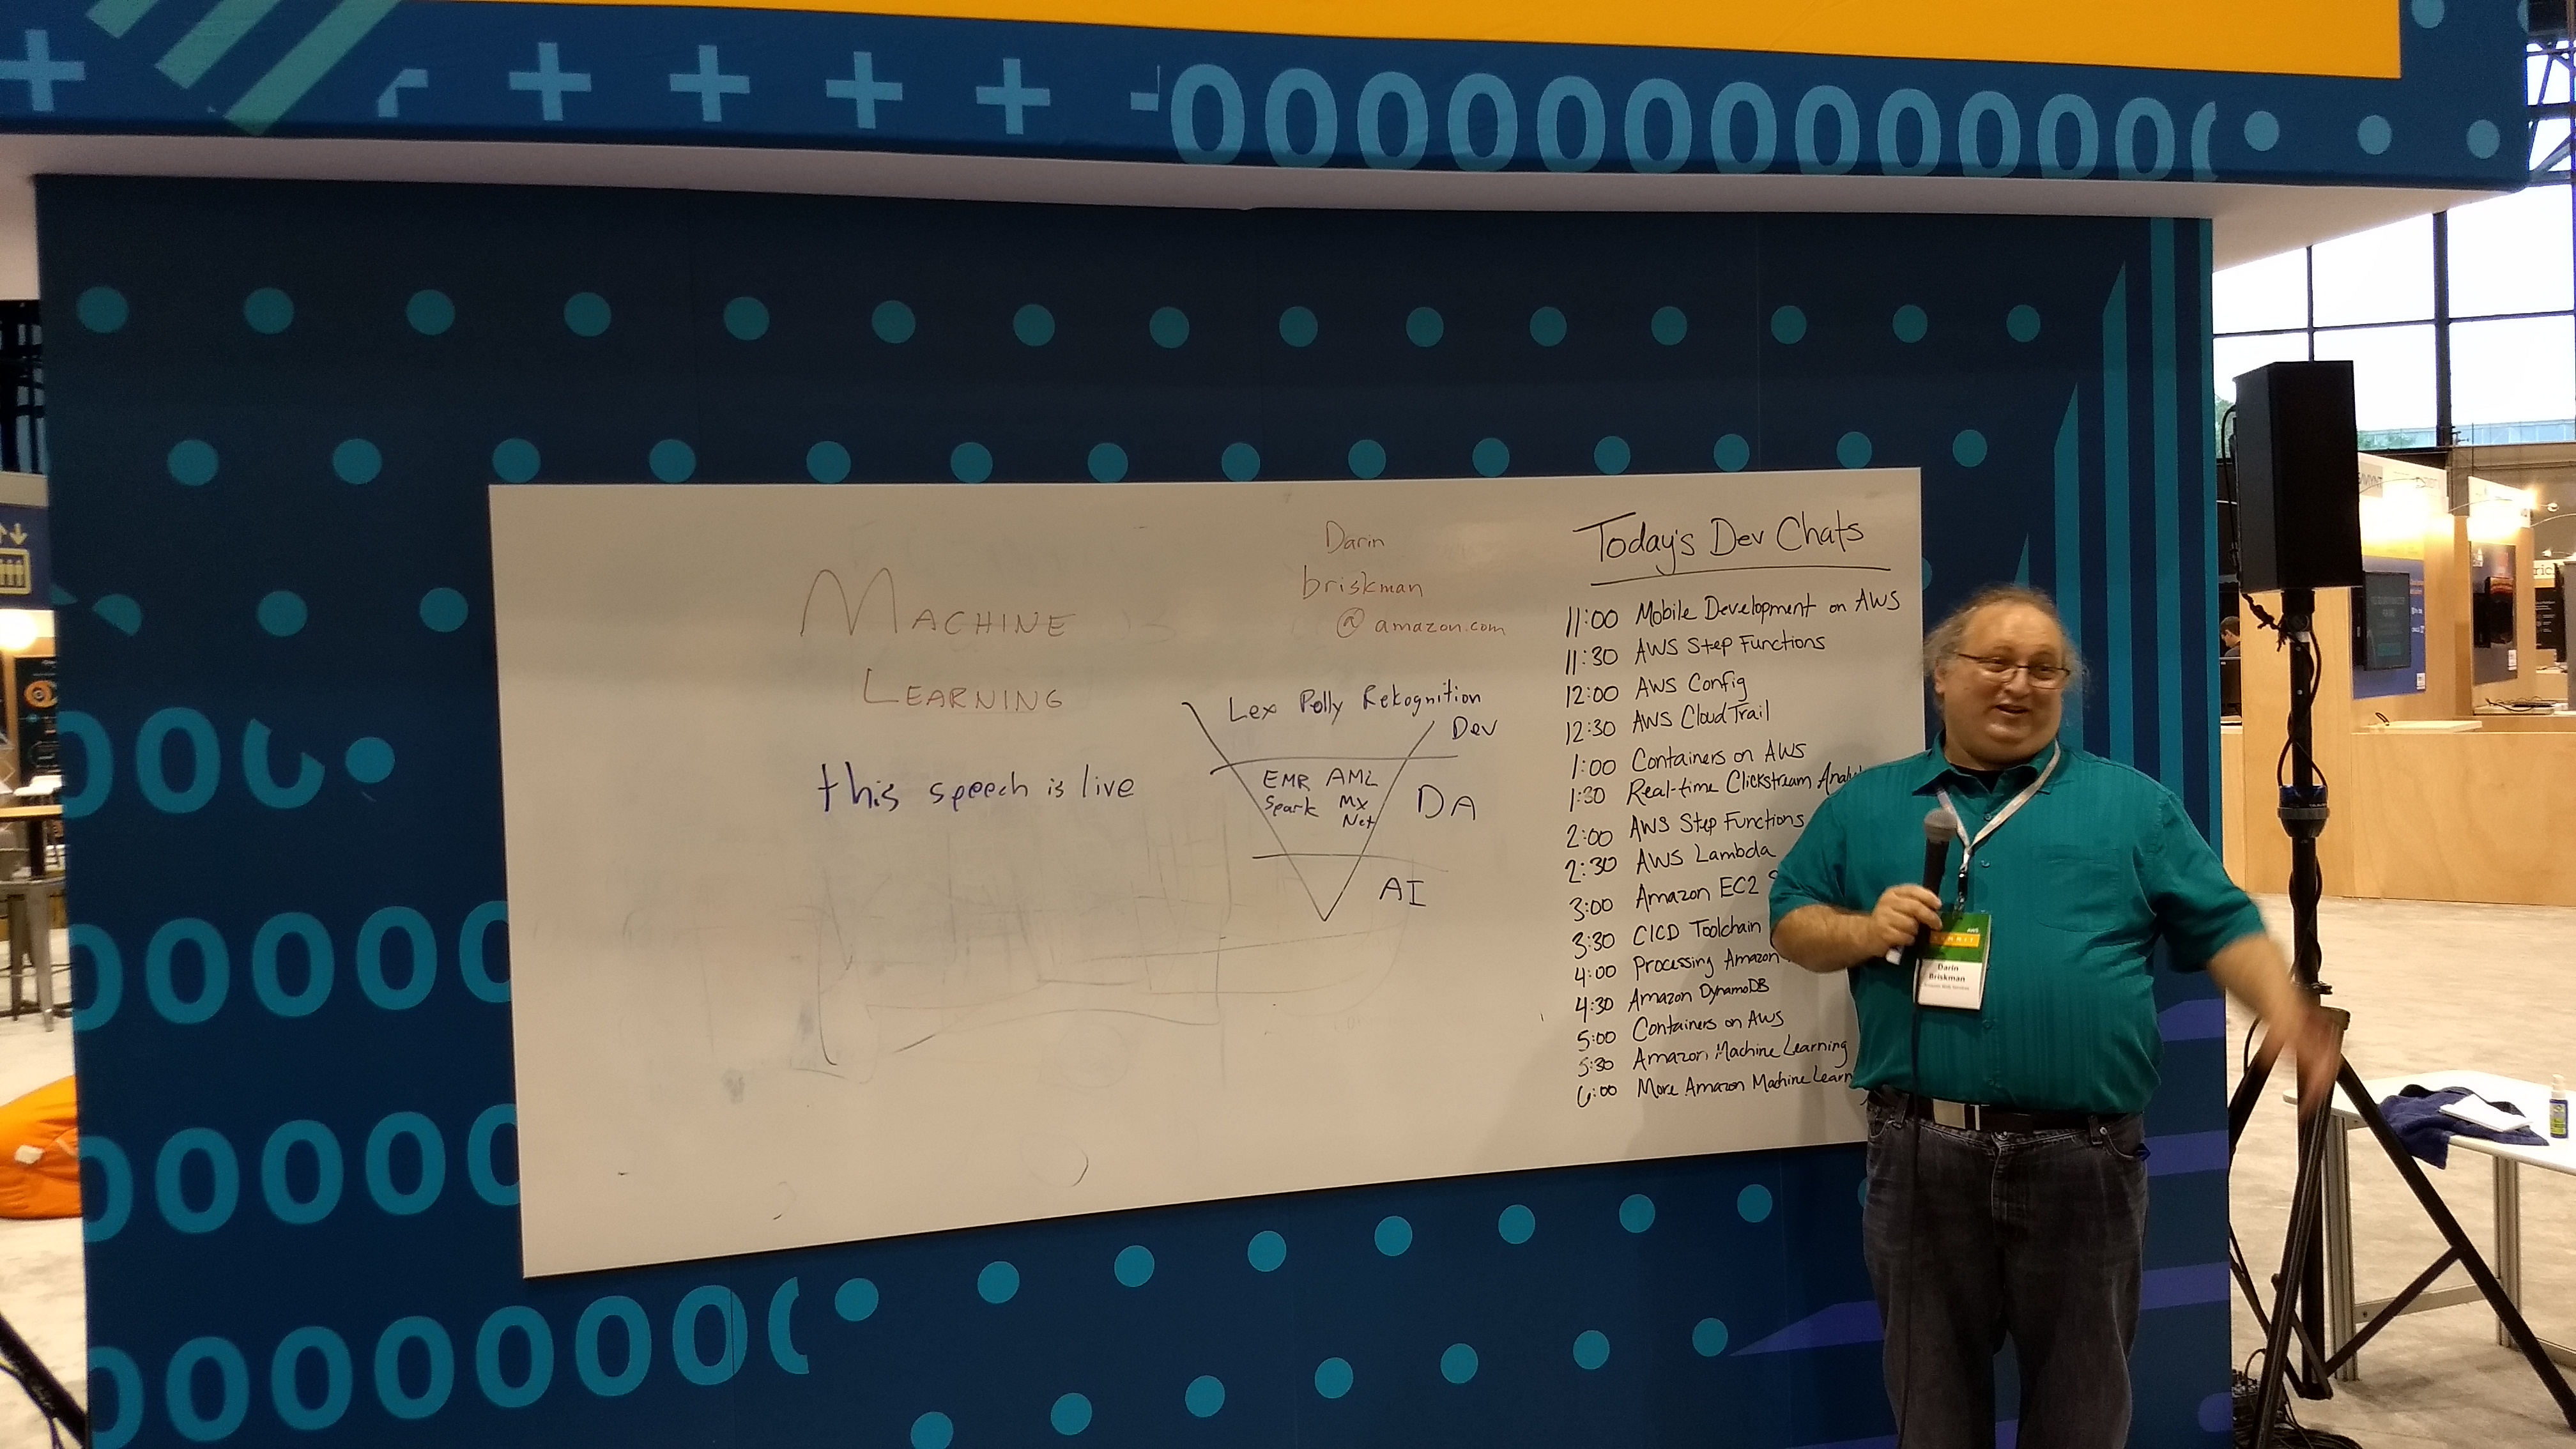 MACHINE
LEARNING
this speech is live
Darin
briskman
@ amazon.com
Lex Polly Rekognition
Dev
EMR AML
Spark MX
Net
DA
AI
Today's Dev Chats
11:00 Mobile Development on AWS
11:30 AWS Step Functions
12:00 AWS Config
12:30 AWS CloudTrail
1:00 Containers on AWS
1:30 Real-time Clickstream
2:00 AWS Step Functions
2:30 AWS Lambda
3:00 Amazon EC2
3:30 CICD Toolchain
4:00 Processing Amazon
4:30 Amazon DynamoDB
5:00 Containers on AWS
5:30 Amazon Machine Learning
6:00 More Amazon Machine Learn
AWS
Darin
Briskman